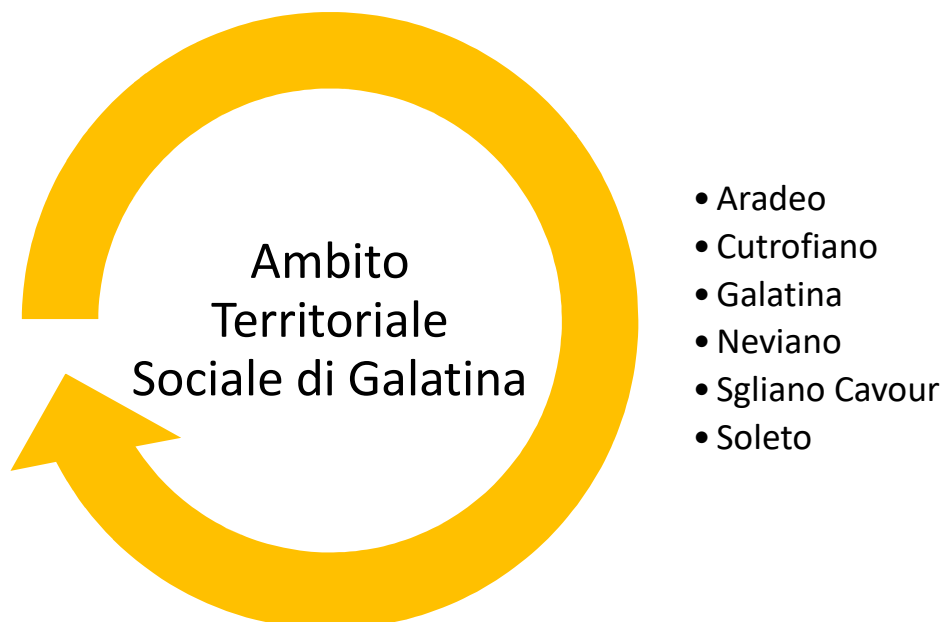 Ambito
Territoriale
Sociale di Galatina
• Aradeo
• Cutrofiano
• Galatina
• Neviano
• Sgliano Cavour
• Soleto